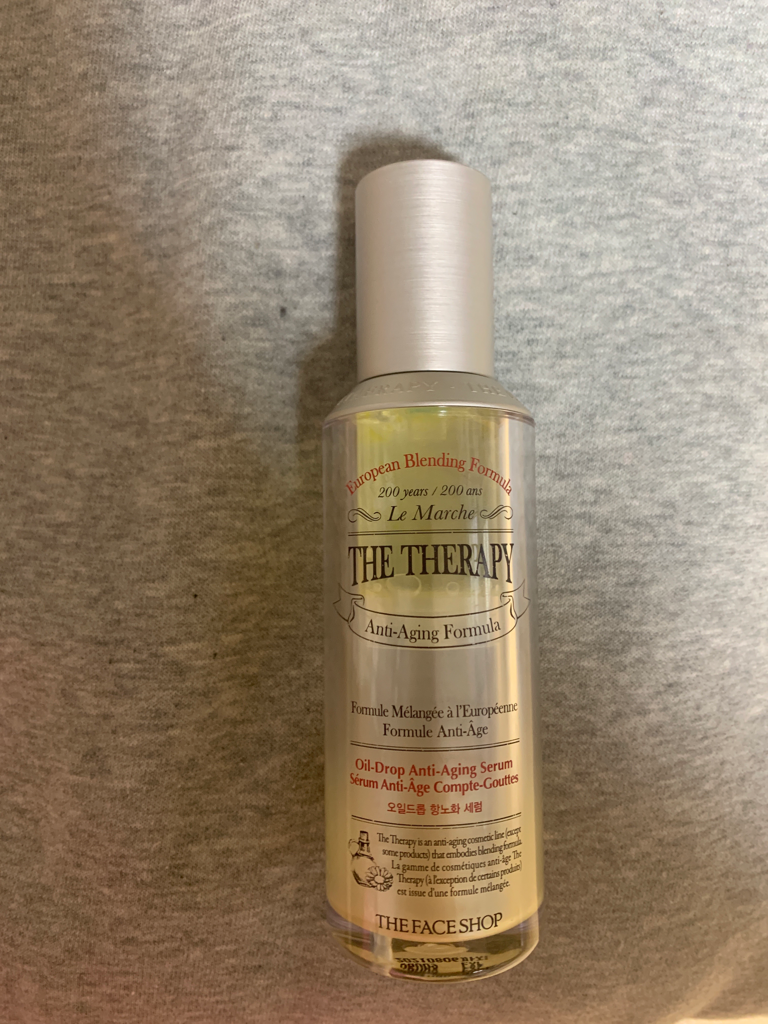 European Blending Formula
200 years / 200 ans
Le Marche
THE THERAPY
Anti-Aging Formula
Formule Mélangée à l'Européenne
Formule Anti-Âge
Oil-Drop Anti-Aging Serum
Sérum Anti-Âge Compte-Gouttes
오일드롭 항노화 세럼
The Therapy is an anti-aging cosmetic line (except
some products) that embodies blending formula.
La gamme de cosmétiques anti-âge The
Therapy (à l'exception de certains produits)
est issue d'une formule mélangée.
THE FACE SHOP